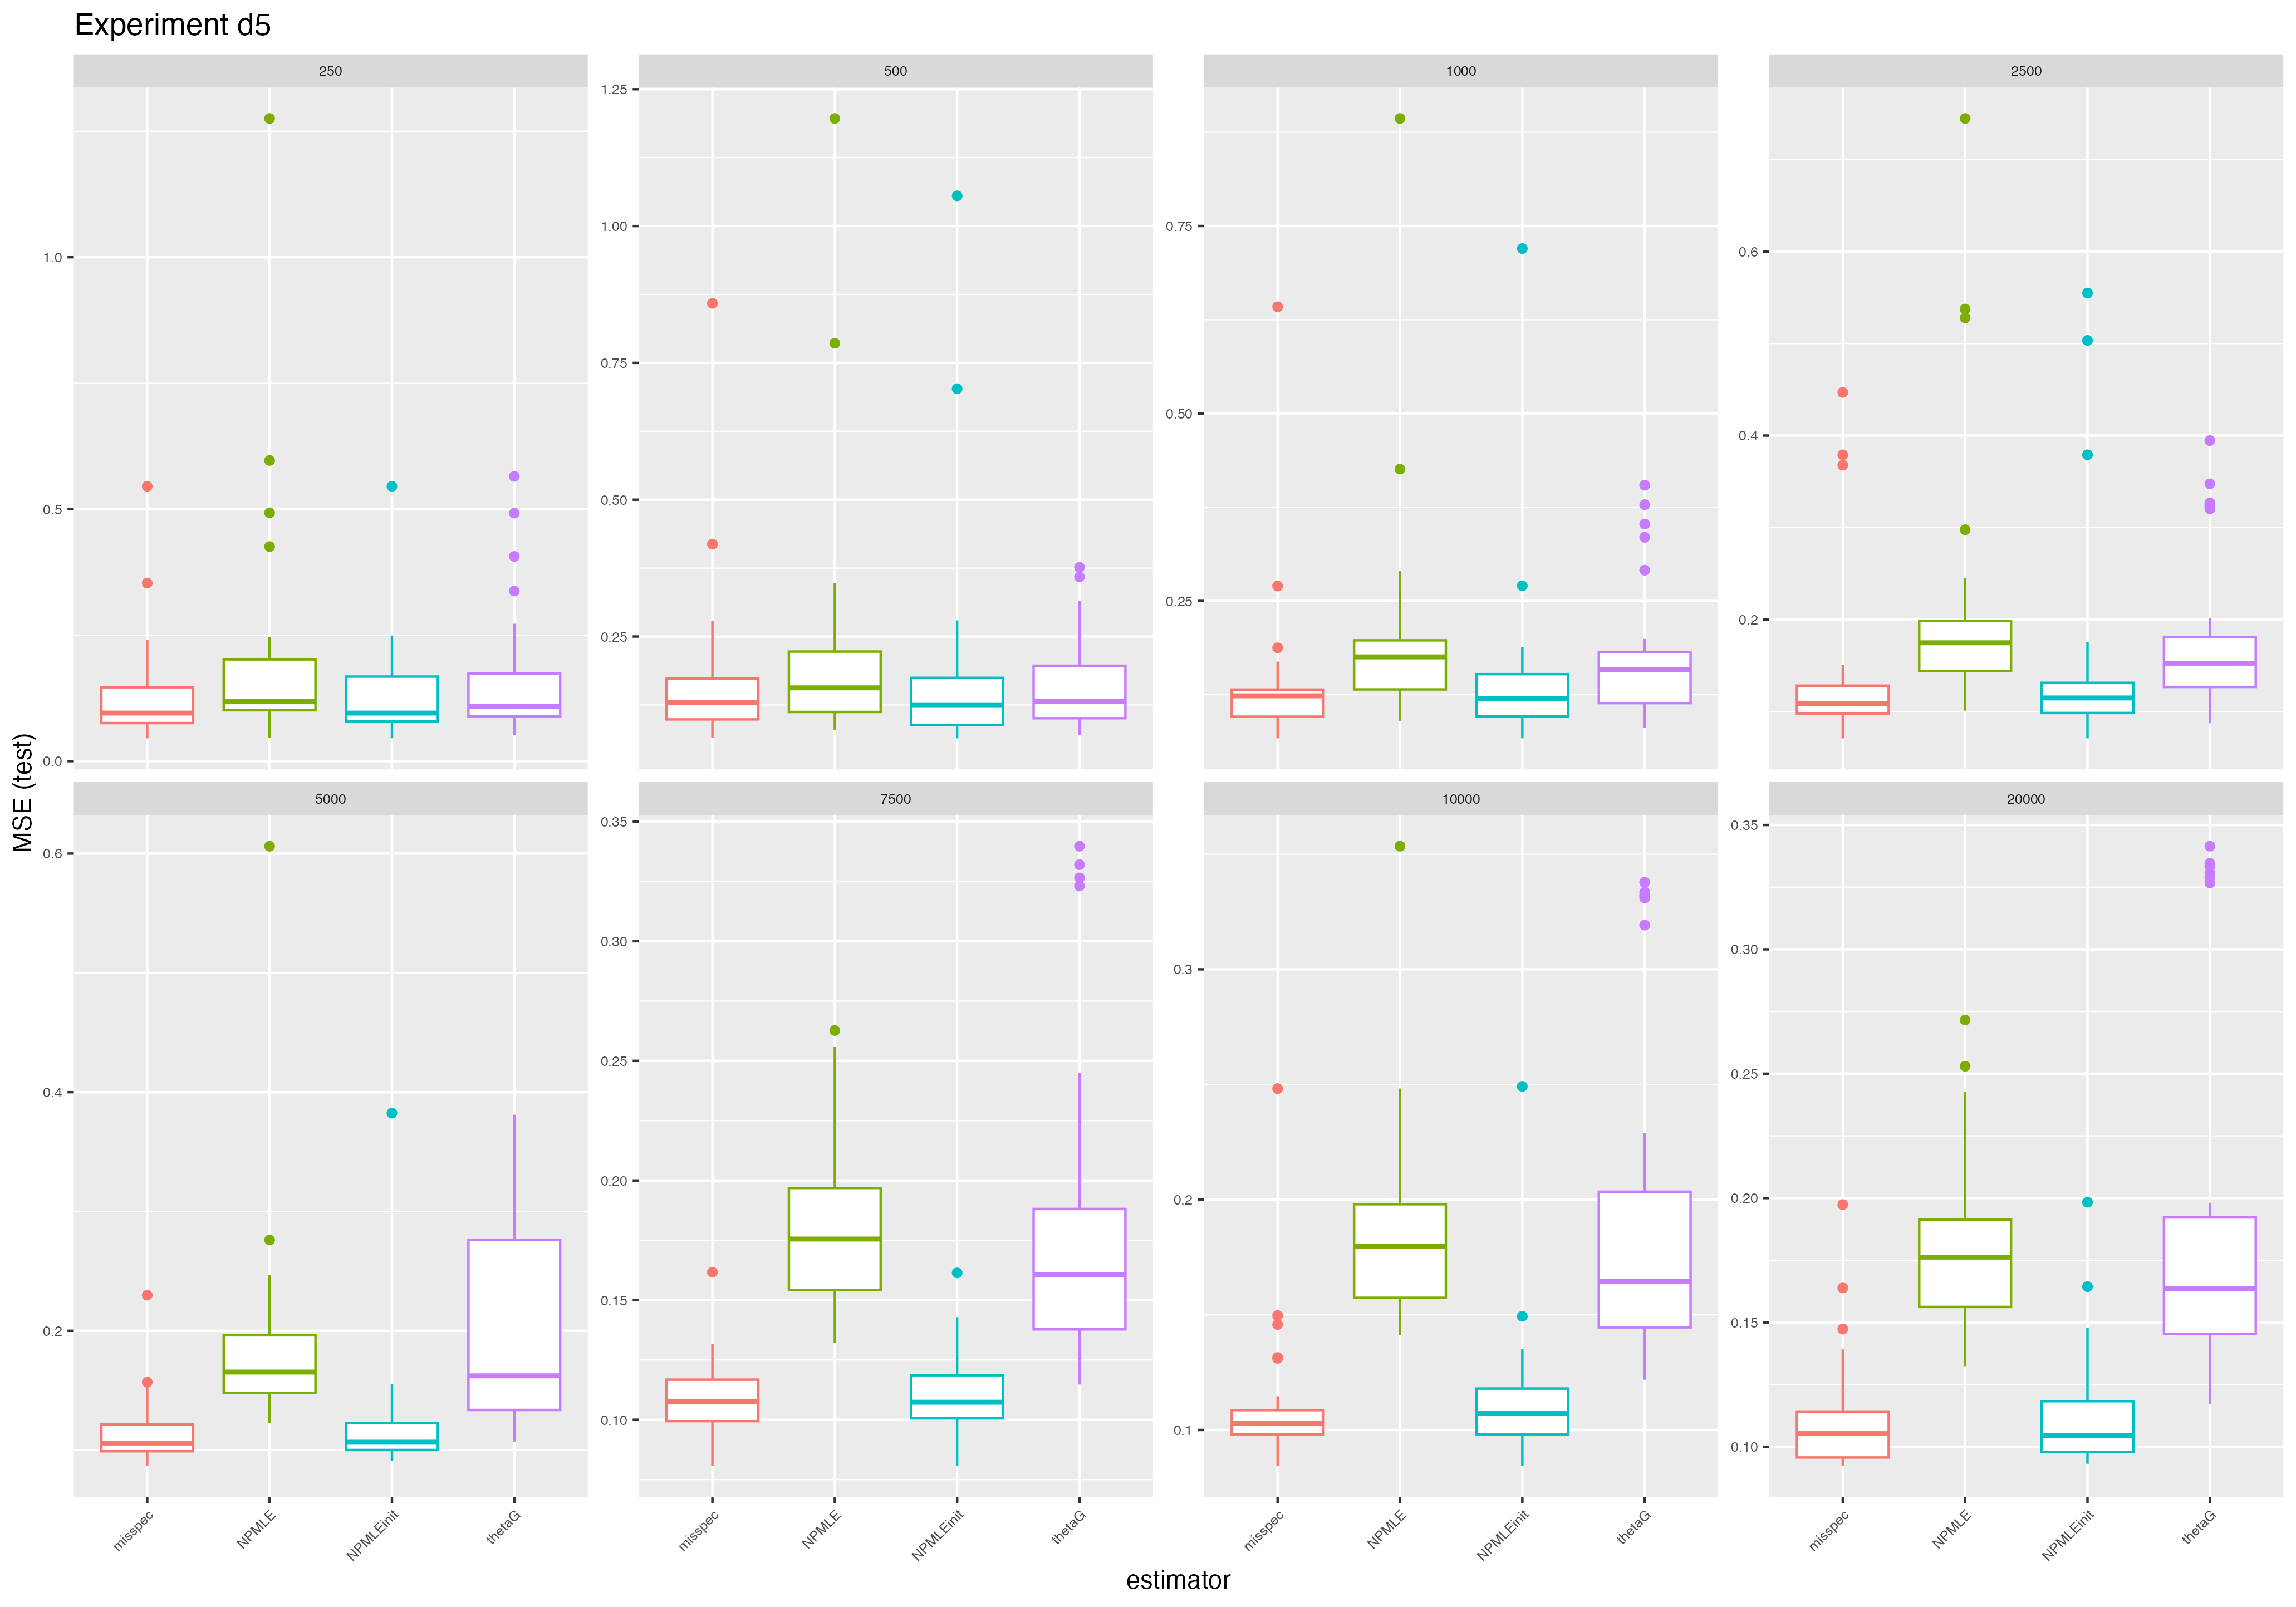 Experiment d5
250
500
1000
2500
1.0
0.5
0.0
1.25
1.00
0.75
0.50
0.25
0.75
0.50
0.25
0.6
0.4
0.2
MSE (test)
5000
7500
10000
20000
0.6
0.4
0.2
0.35
0.30
0.25
0.20
0.15
0.10
0.3
0.2
0.1
0.35
0.30
0.25
0.20
0.15
0.10
misspec
NPMLE
NPMLEinit
thetaG
misspec
NPMLE
NPMLEinit
thetaG
misspec
NPMLE
NPMLEinit
thetaG
misspec
NPMLE
NPMLEinit
thetaG
estimator